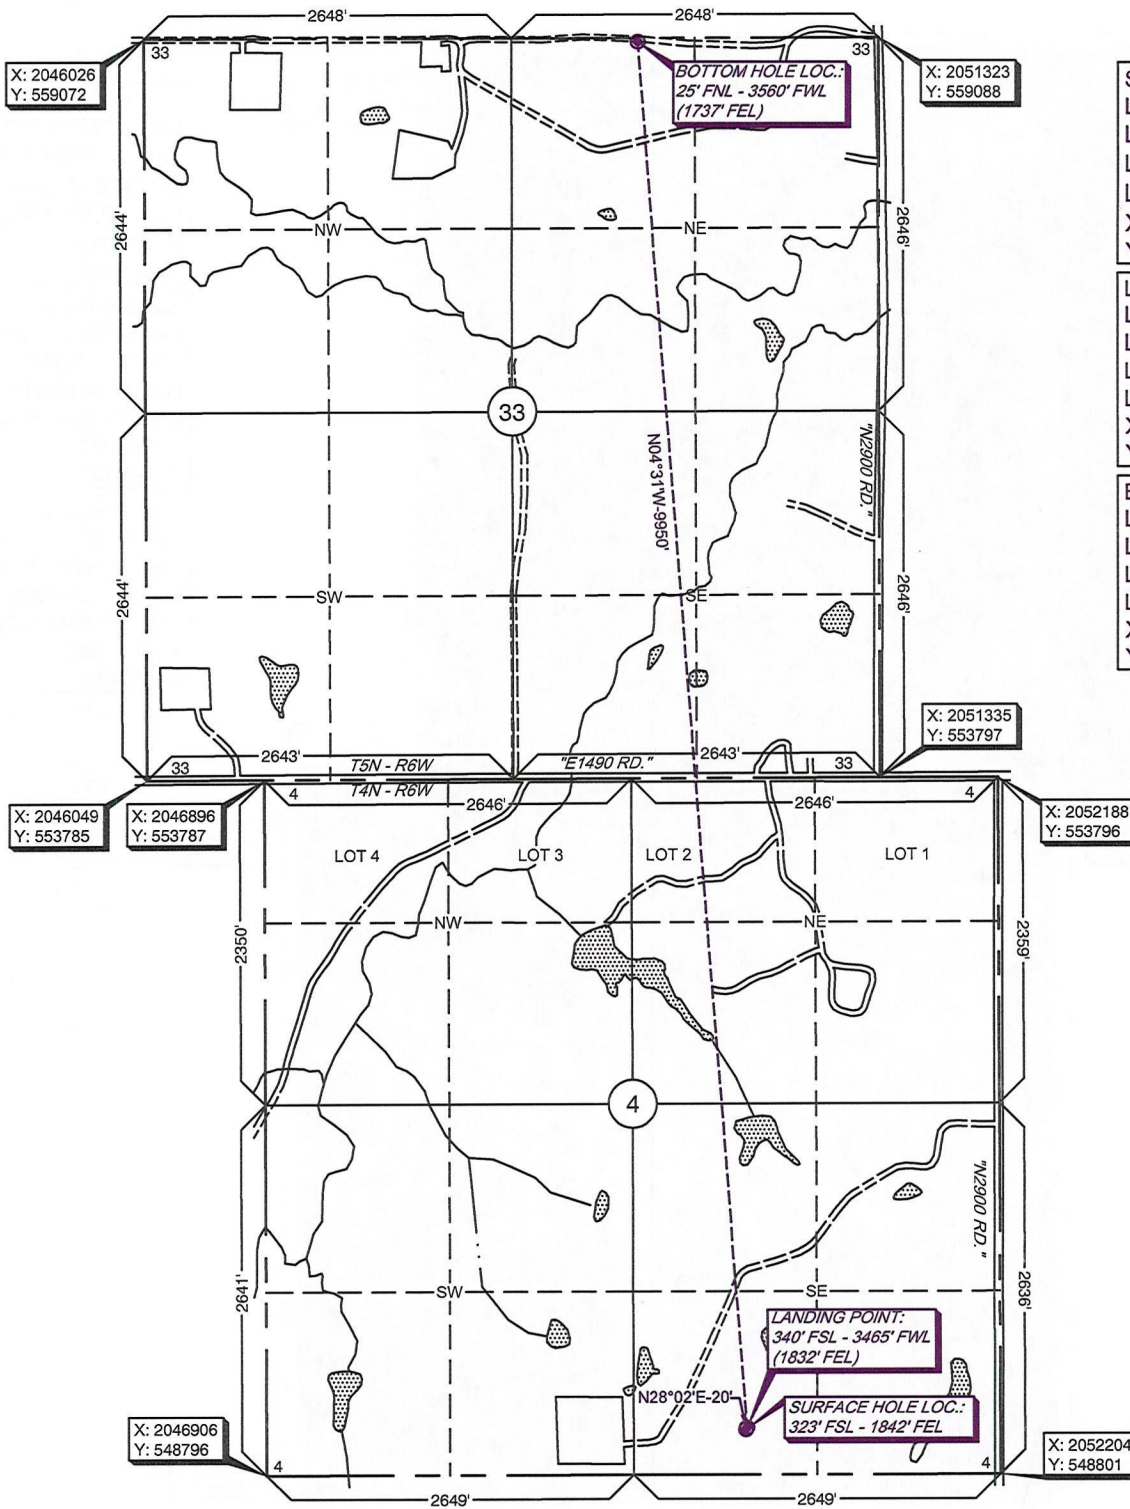 2648'
2648'
33
33
X: 2046026
Y: 559072
BOTTOM HOLE LOC.:
25' FNL - 3560' FWL
(1737' FEL)
X: 2051323
Y: 559088
2644'
NW
NE
2646'
33
N04°31'W-9950'
"N2900 RD."
2644'
SW
SE
2646'
X: 2051335
Y: 553797
33
2643'
T5N - R6W
"E1490 RD."
2643'
33
X: 2046049
Y: 553785
X: 2046896
Y: 553787
4
T4N - R6W
2646'
2646'
4
X: 2052188
Y: 553796
LOT 4
LOT 3
LOT 2
LOT 1
2350'
NW
NE
2359'
4
"N2900 RD."
2641'
SW
SE
2636'
LANDING POINT:
340' FSL - 3465' FWL
(1832' FEL)
N28°02'E-20'
SURFACE HOLE LOC.:
323' FSL - 1842' FEL
X: 2046906
Y: 548796
4
4
X: 2052204
Y: 548801
2649'
2649'